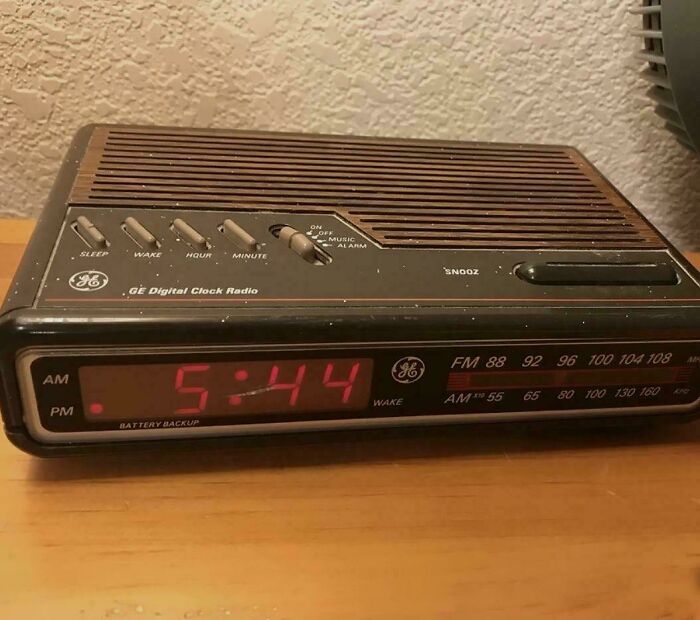 ON
OFF
MUSIC
ALARM
SLEEP WAKE HOUR MINUTE
SNOOZ
GE GE Digital Clock Radio
GE
AM
PM
5:44
BATTERY BACKUP
WAKE
FM 88 92 96 100 104 108
AM X10 55 65 80 100 130 160